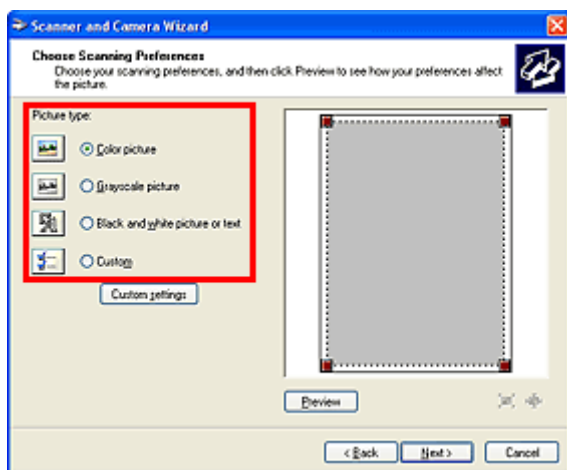 Scanner and Camera Wizard
Choose Scanning Preferences
Choose your scanning preferences, and then click Preview to see how your preferences affect
the picture.
Picture type:
Color picture
Grayscale picture
Black and white picture or text
Custom
Custom settings
Preview
< Back
Next >
Cancel